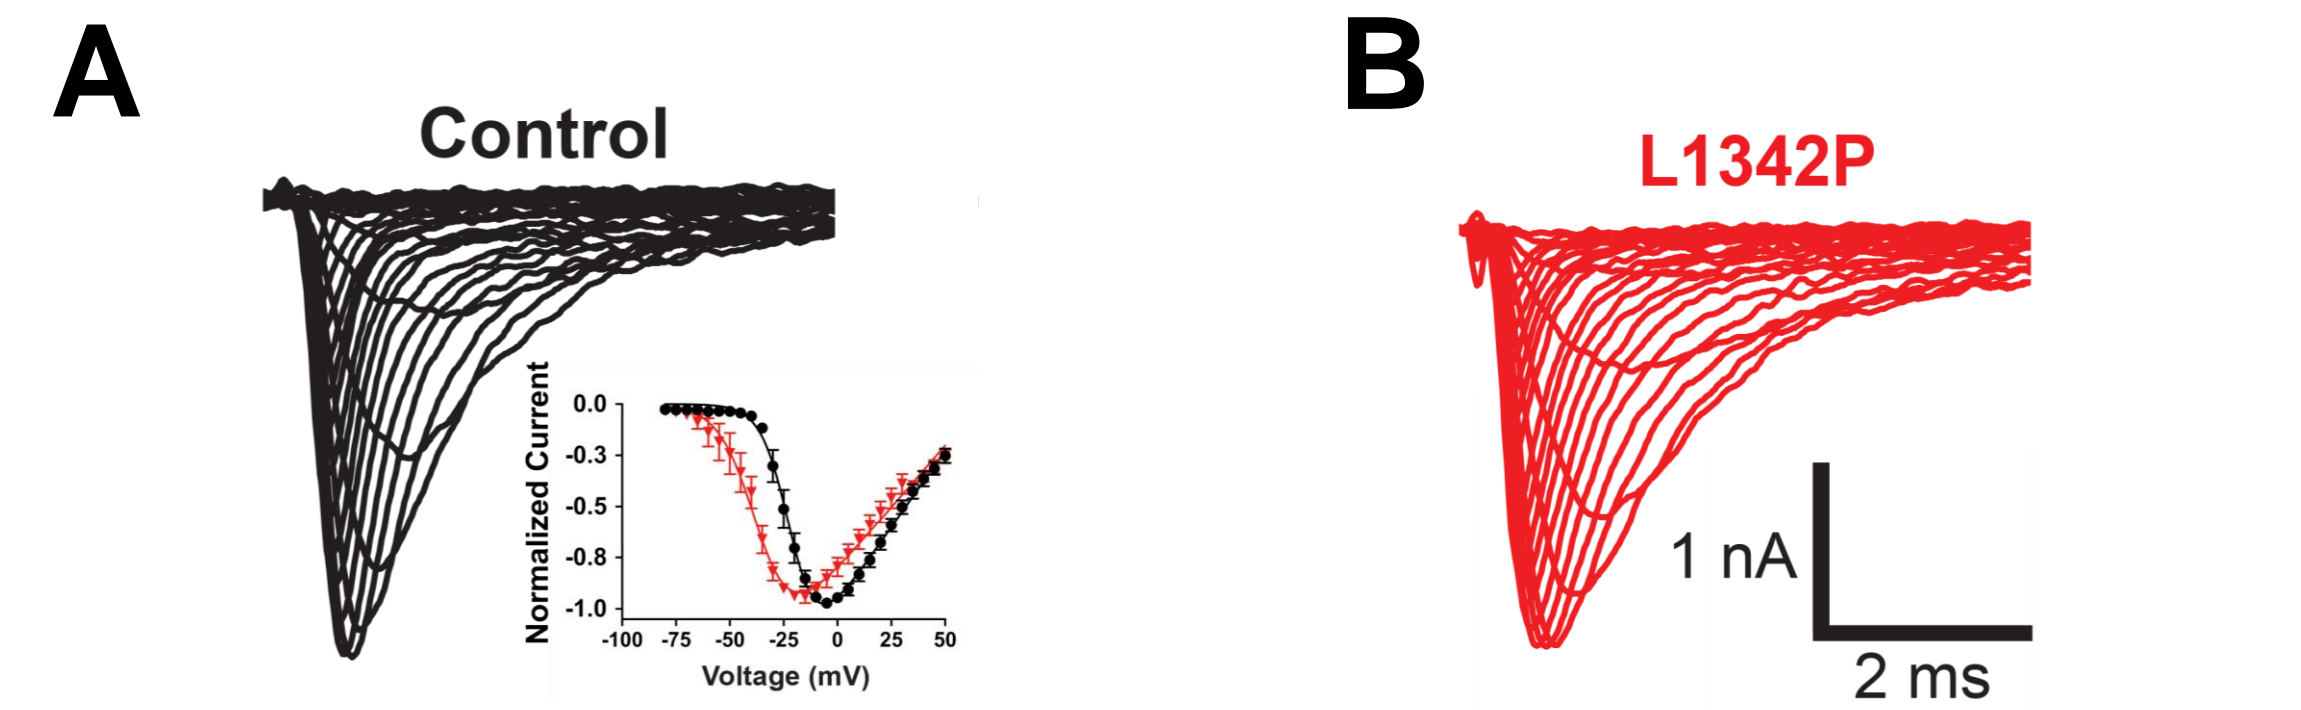 A
Control
Normalized Current
0.0
-0.3
-0.5
-0.8
-1.0
-100 -75 -50 -25 0 25 50
Voltage (mV)
B
L1342P
1 nA
2 ms